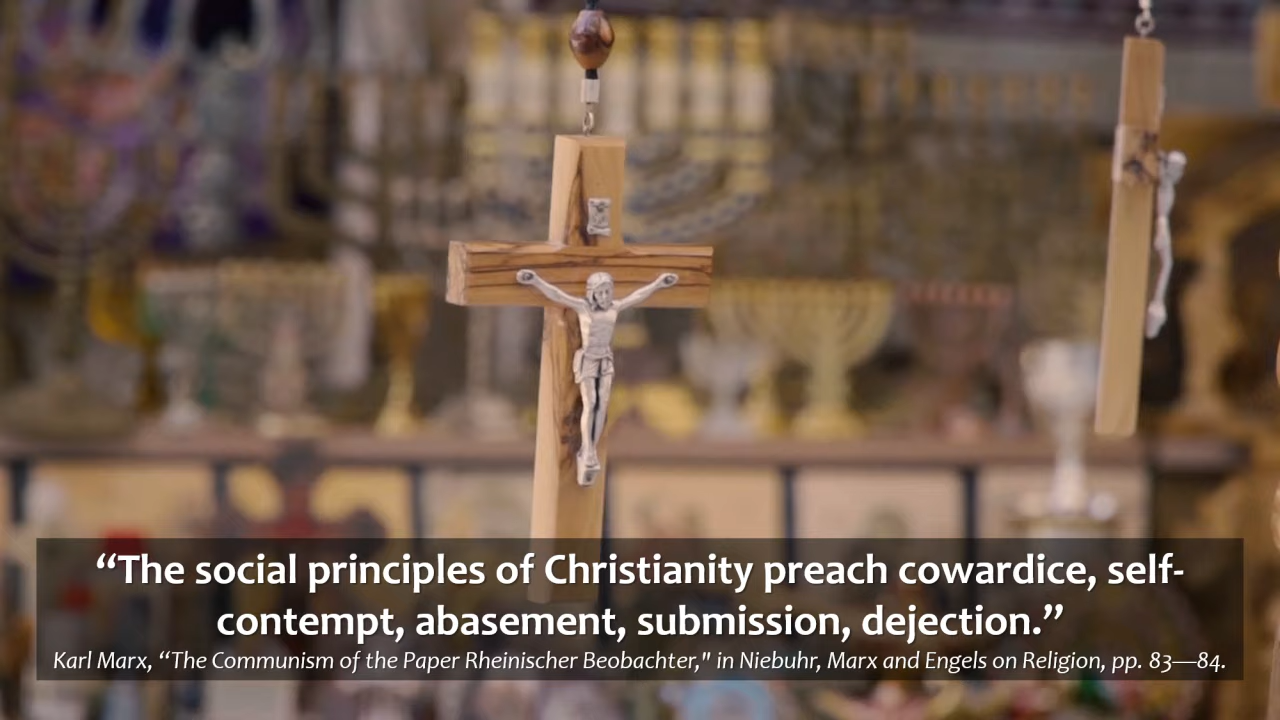 “The social principles of Christianity preach cowardice, self-
contempt, abasement, submission, dejection.”
Karl Marx, “The Communism of the Paper Rheinischer Beobachter," in Niebuhr, Marx and Engels on Religion, pp. 83—84.